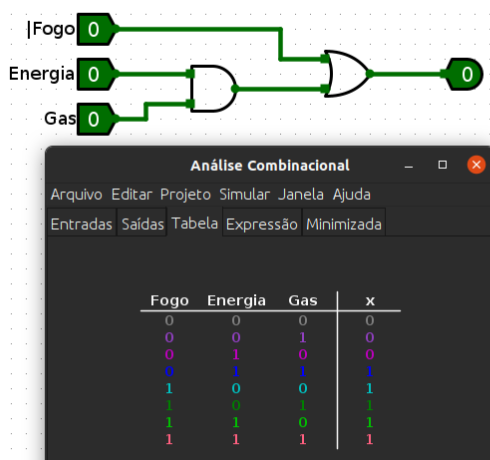 |Fogo 0
Energia 0 0
Gas 0
Análise Combinacional
Arquivo Editar Projeto Simular Janela Ajuda
Entradas Saídas Tabela Expressão Minimizada
Fogo Energia Gas x
0 0 0 0
0 0 1 0
0 1 0 0
0 1 1 1
1 0 0 1
1 0 1 1
1 1 0 1
1 1 1 1